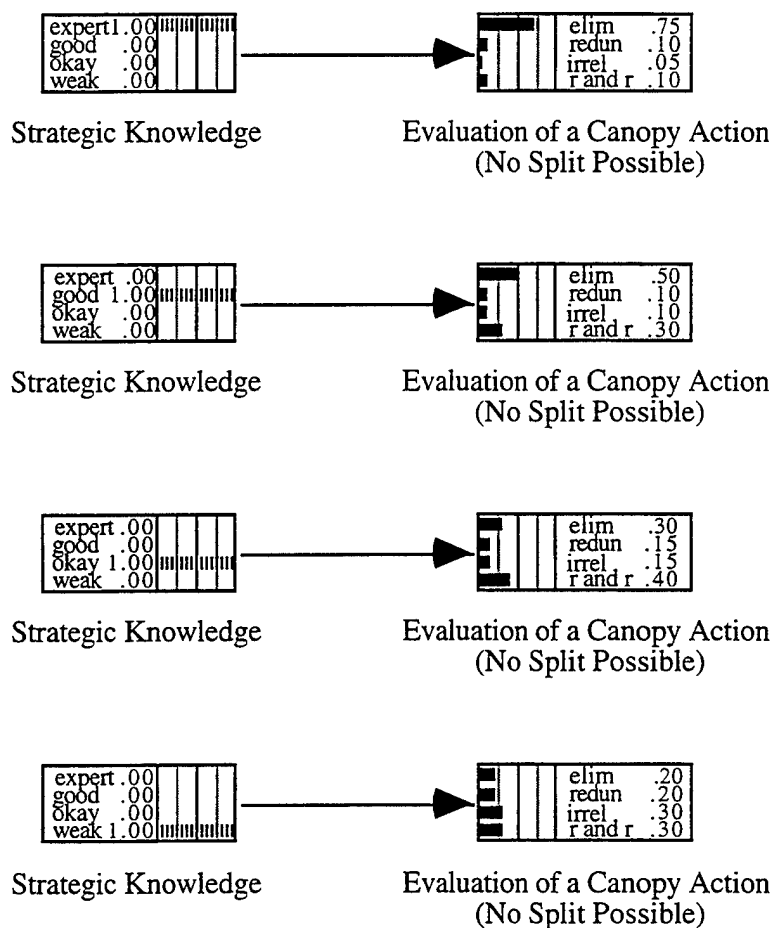 expert1.00
good .00
okay .00
weak .00
elim .75
redun .10
irrel .05
r and r .10
Strategic Knowledge
Evaluation of a Canopy Action
(No Split Possible)
expert .00
good 1.00
okay .00
weak .00
elim .50
redun .10
irrel .10
r and r .30
Strategic Knowledge
Evaluation of a Canopy Action
(No Split Possible)
expert .00
good .00
okay 1.00
weak .00
elim .30
redun .15
irrel .15
r and r .40
Strategic Knowledge
Evaluation of a Canopy Action
(No Split Possible)
expert .00
good .00
okay .00
weak 1.00
elim .20
redun .20
irrel .30
r and r .30
Strategic Knowledge
Evaluation of a Canopy Action
(No Split Possible)